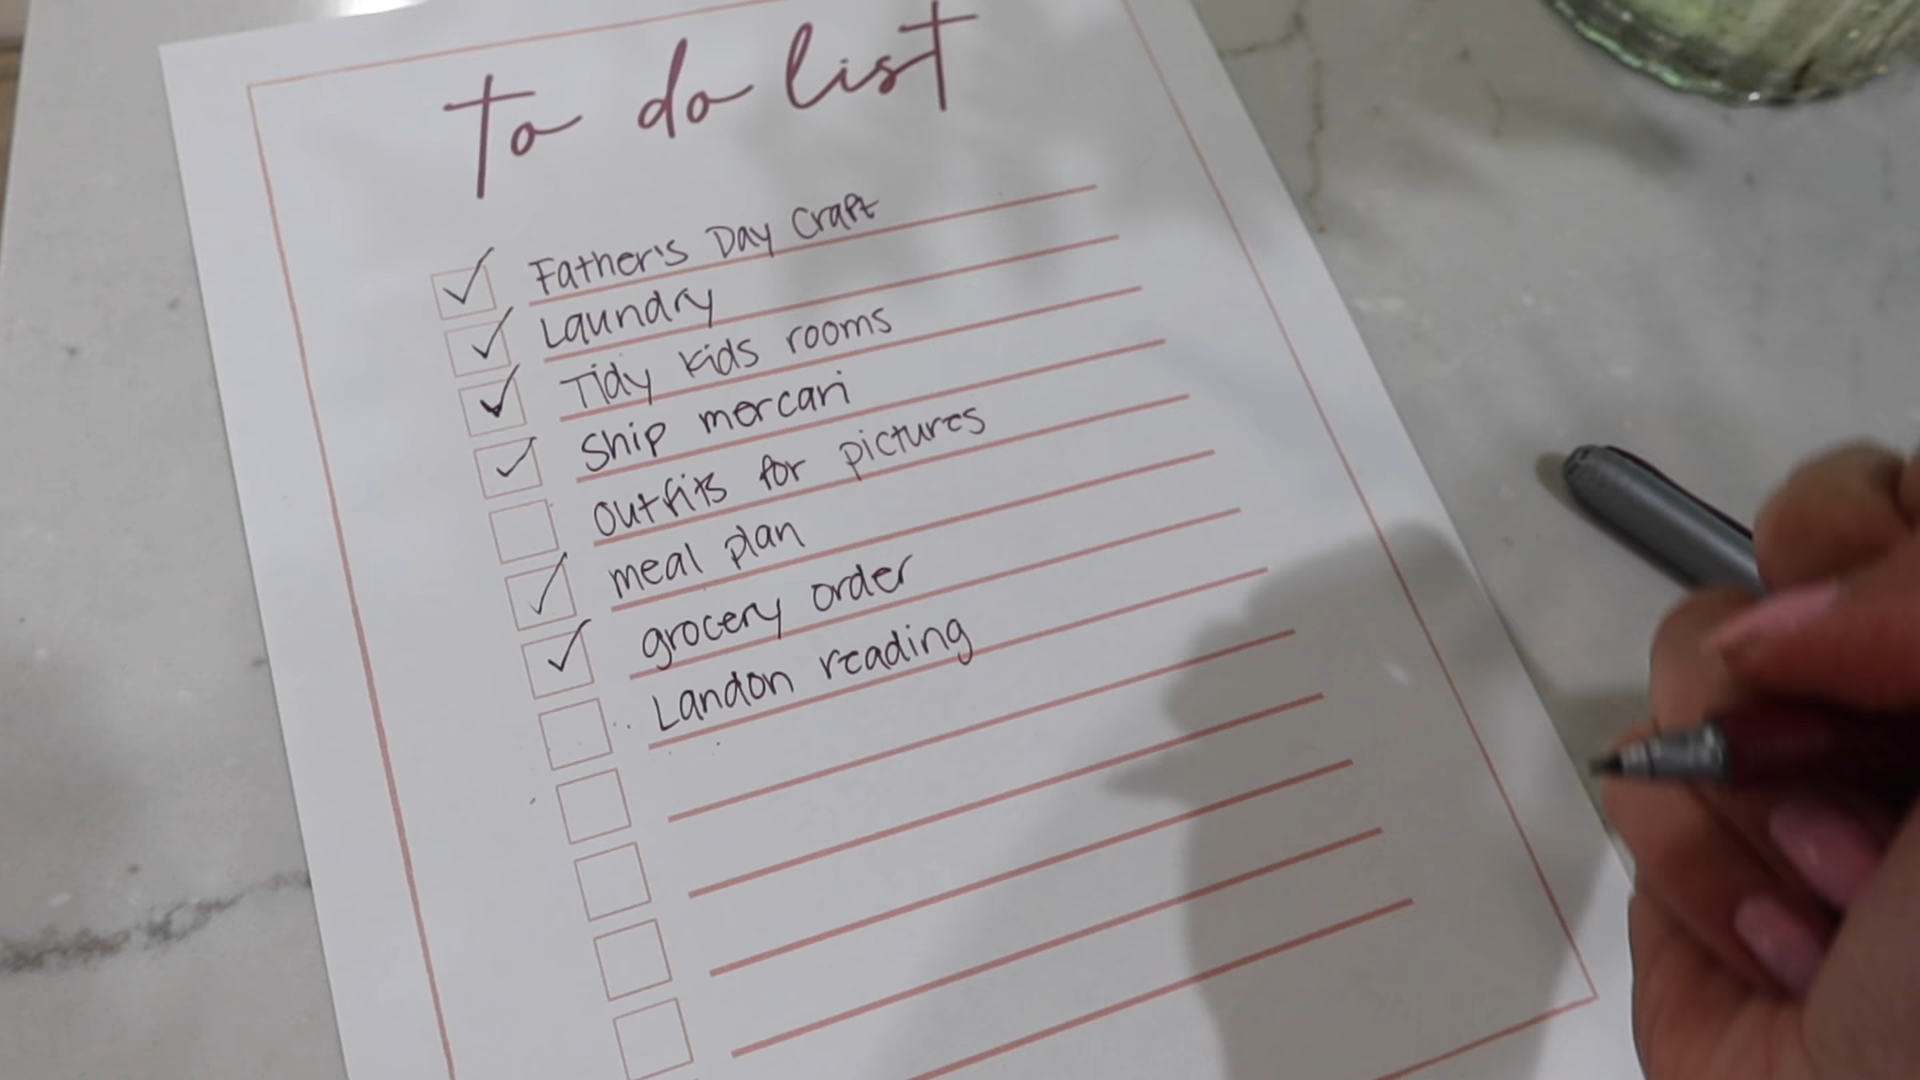 to do list
Father's Day Craft
Laundry
Tidy kids rooms
Ship mercari
outfits for pictures
meal plan
grocery order
Landon reading